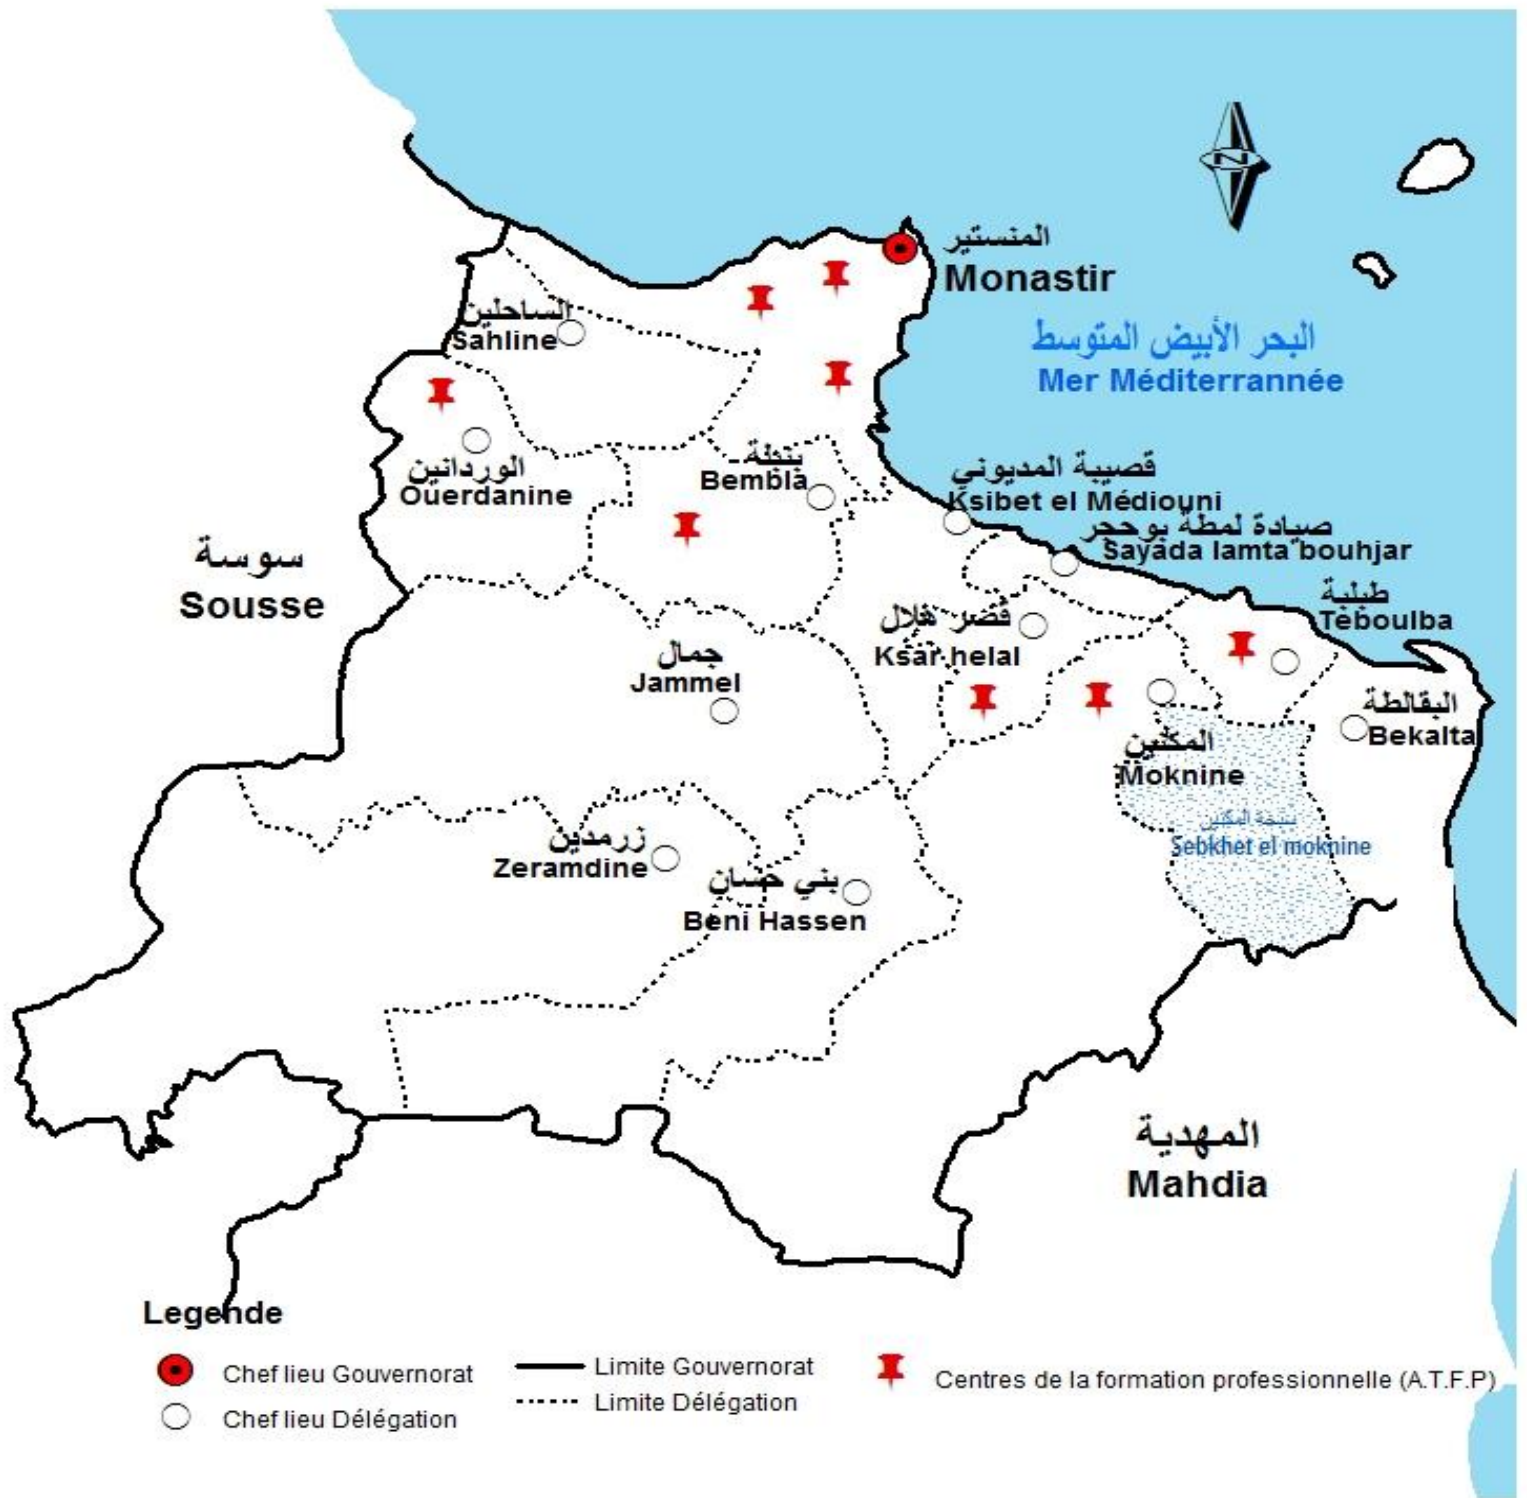 N
المنستير
Monastir
الساحلين
Sahline
البحر الأبيض المتوسط
Mer Méditerrannée
الوردانين
Ouerdanine
بنبلة
Bembla
قصيبة المديوني
Ksibet el Médiouni
صيادة لمطة بوحجر
Sayada lamta bouhjar
سوسة
Sousse
طبلبة
Teboulba
قصر هلال
Ksar helal
جمال
Jammel
البقالطة
Bekalta
المكنين
Moknine
سبخة المكنين
Sebkhet el moknine
زرمدين
Zeramdine
بني حسان
Beni Hassen
المهدية
Mahdia
Legende
Chef lieu Gouvernorat
Chef lieu Délégation
Limite Gouvernorat
Limite Délégation
Centres de la formation professionnelle (A.T.F.P)